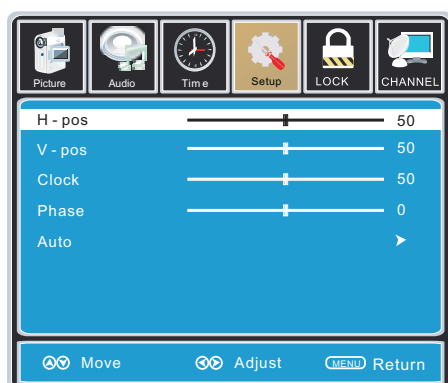 Picture Audio Time Setup LOCK CHANNEL
H - pos 50
V - pos 50
Clock 50
Phase 0
Auto
Move Adjust MENU Return